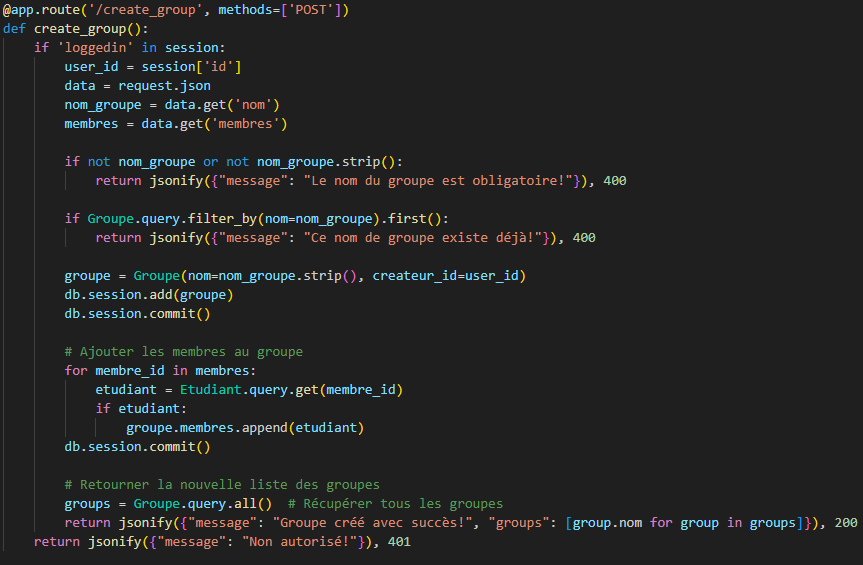 @app.route('/create_group', methods=['POST'])
def create_group():
    if 'loggedin' in session:
        user_id = session['id']
        data = request.json
        nom_groupe = data.get('nom')
        membres = data.get('membres')

        if not nom_groupe or not nom_groupe.strip():
            return jsonify({"message": "Le nom du groupe est obligatoire!"}), 400

        if Groupe.query.filter_by(nom=nom_groupe).first():
            return jsonify({"message": "Ce nom de groupe existe déjà!"}), 400

        groupe = Groupe(nom=nom_groupe.strip(), createur_id=user_id)
        db.session.add(groupe)
        db.session.commit()

        # Ajouter les membres au groupe
        for membre_id in membres:
            etudiant = Etudiant.query.get(membre_id)
            if etudiant:
                groupe.membres.append(etudiant)
        db.session.commit()

        # Retourner la nouvelle liste des groupes
        groups = Groupe.query.all()  # Récupérer tous les groupes
        return jsonify({"message": "Groupe créé avec succès!", "groups": [group.nom for group in groups]}), 200
    return jsonify({"message": "Non autorisé!"}), 401